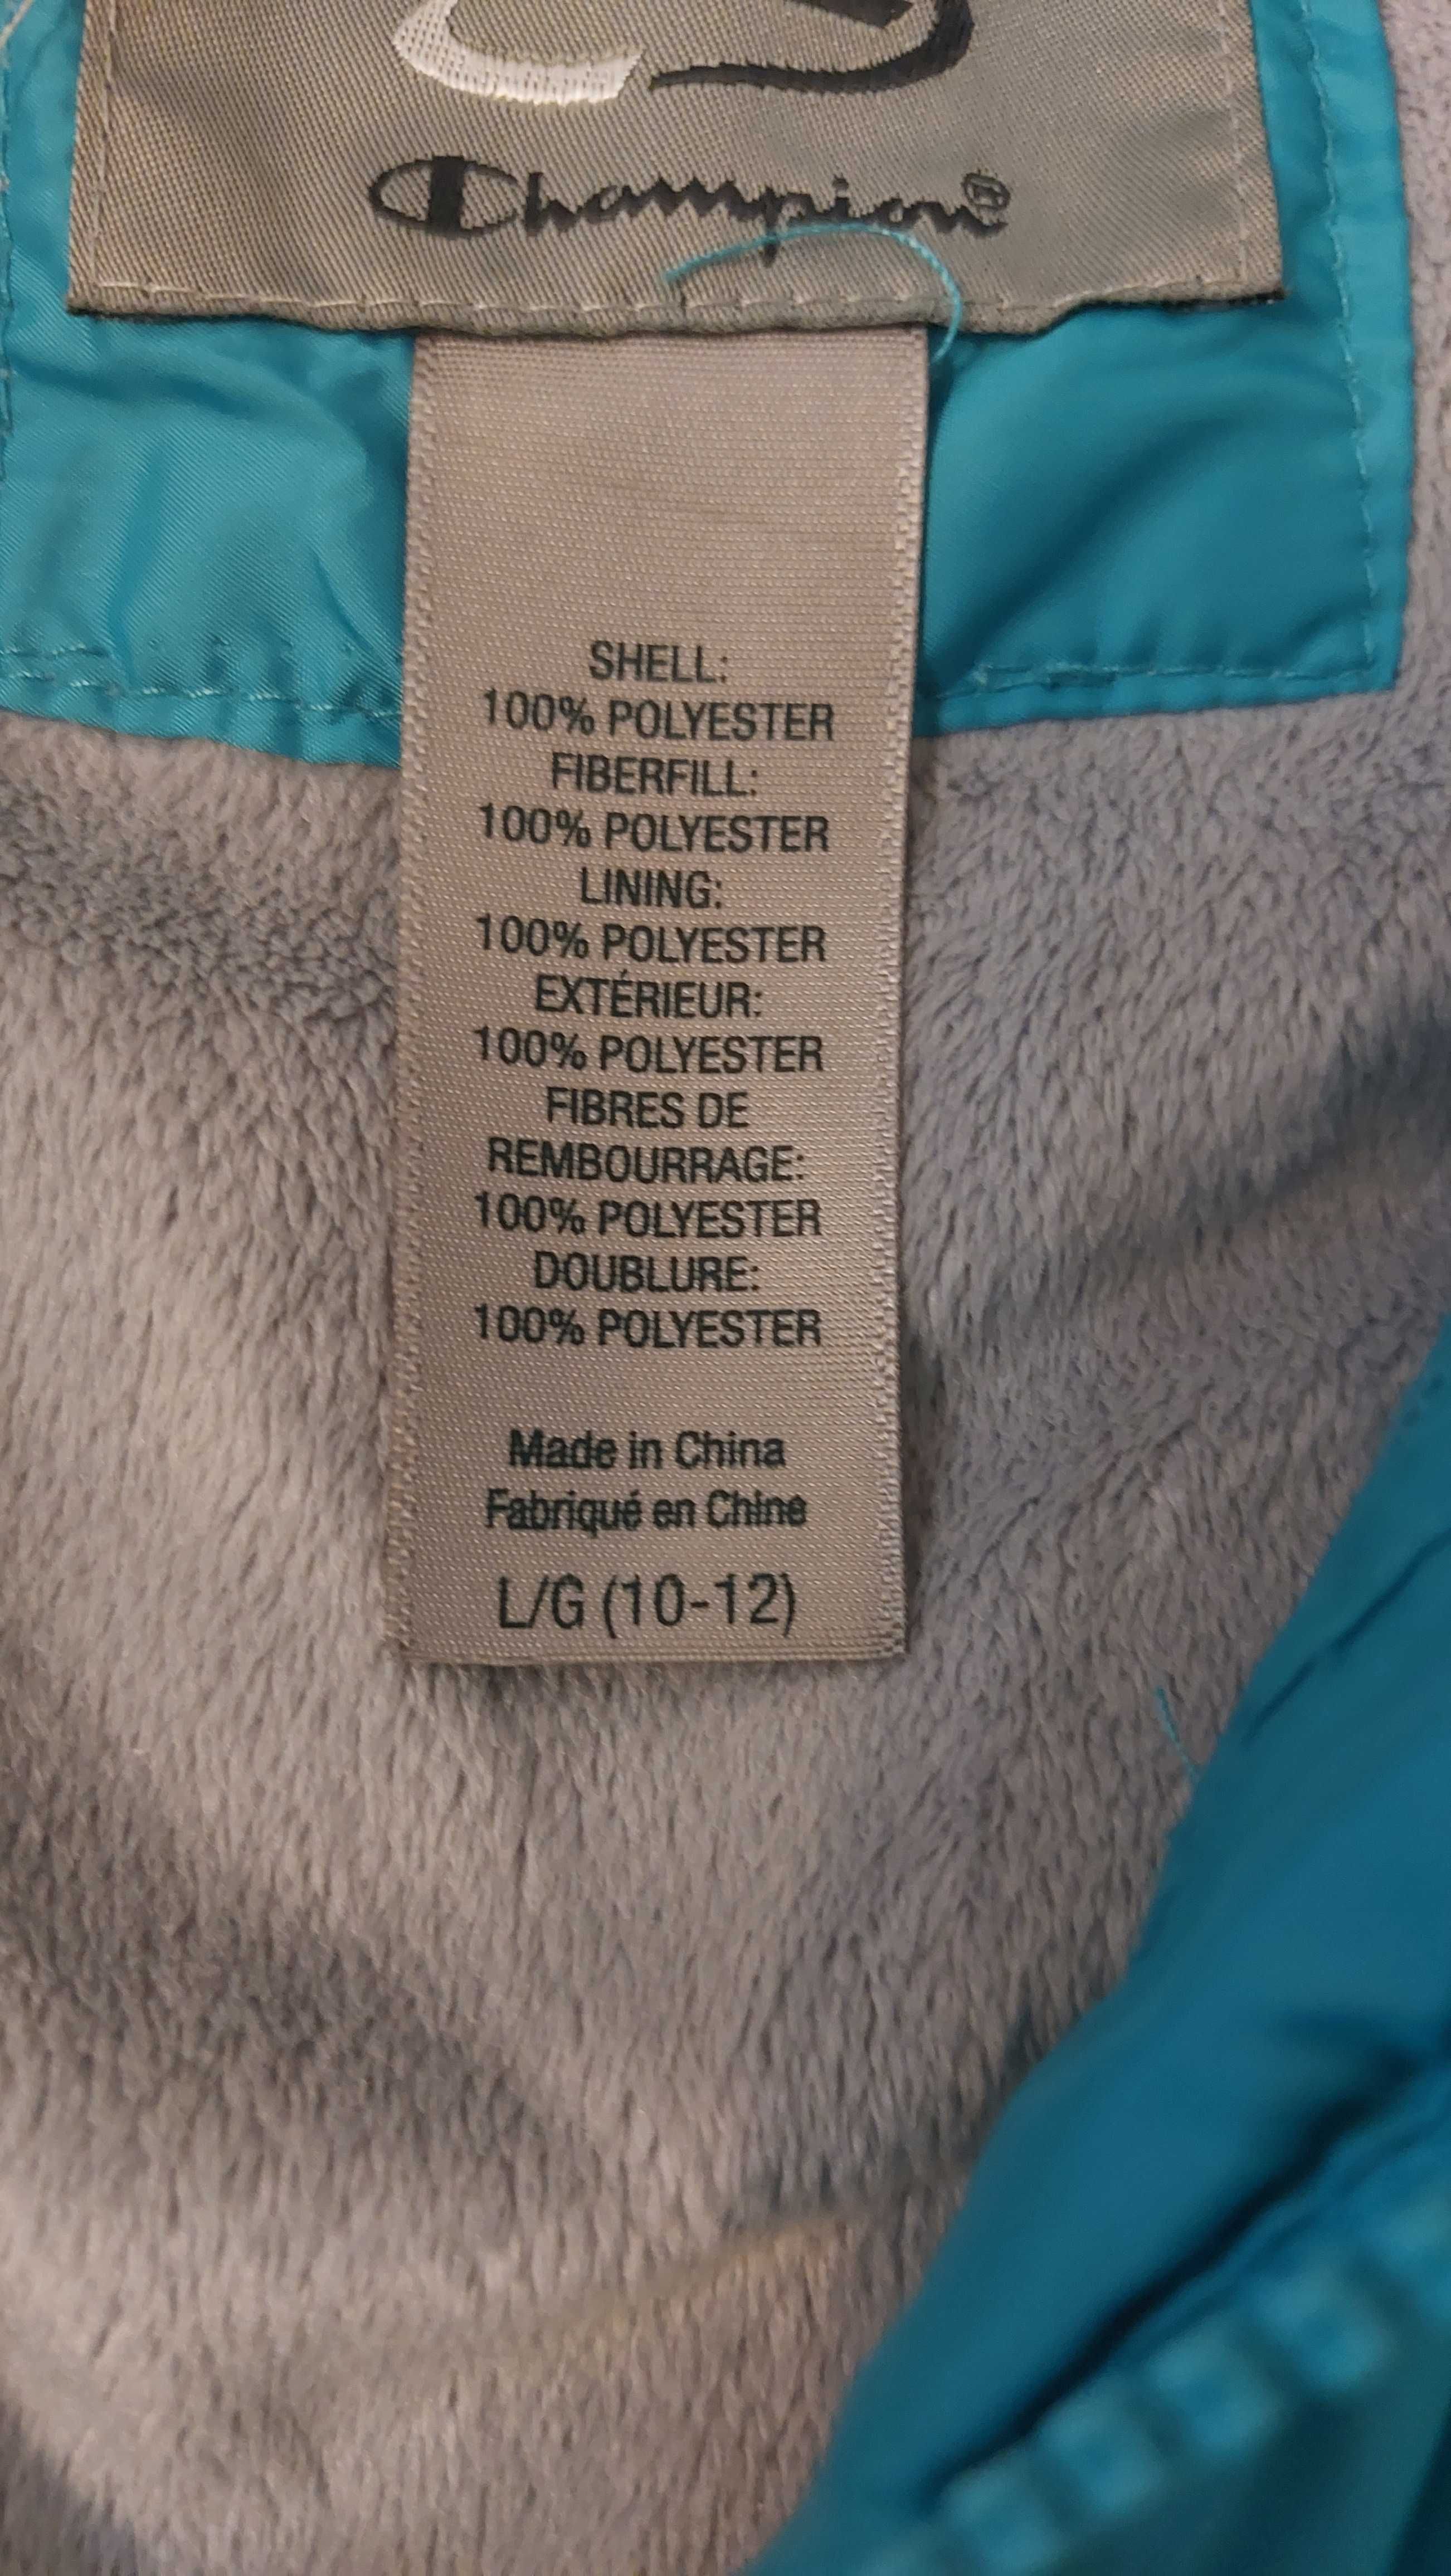 Champion®
SHELL:
100% POLYESTER
FIBERFILL:
100% POLYESTER
LINING:
100% POLYESTER
EXTÉRIEUR:
100% POLYESTER
FIBRES DE
REMBOURRAGE:
100% POLYESTER
DOUBLURE:
100% POLYESTER
Made in China
Fabriqué en Chine
L/G (10-12)